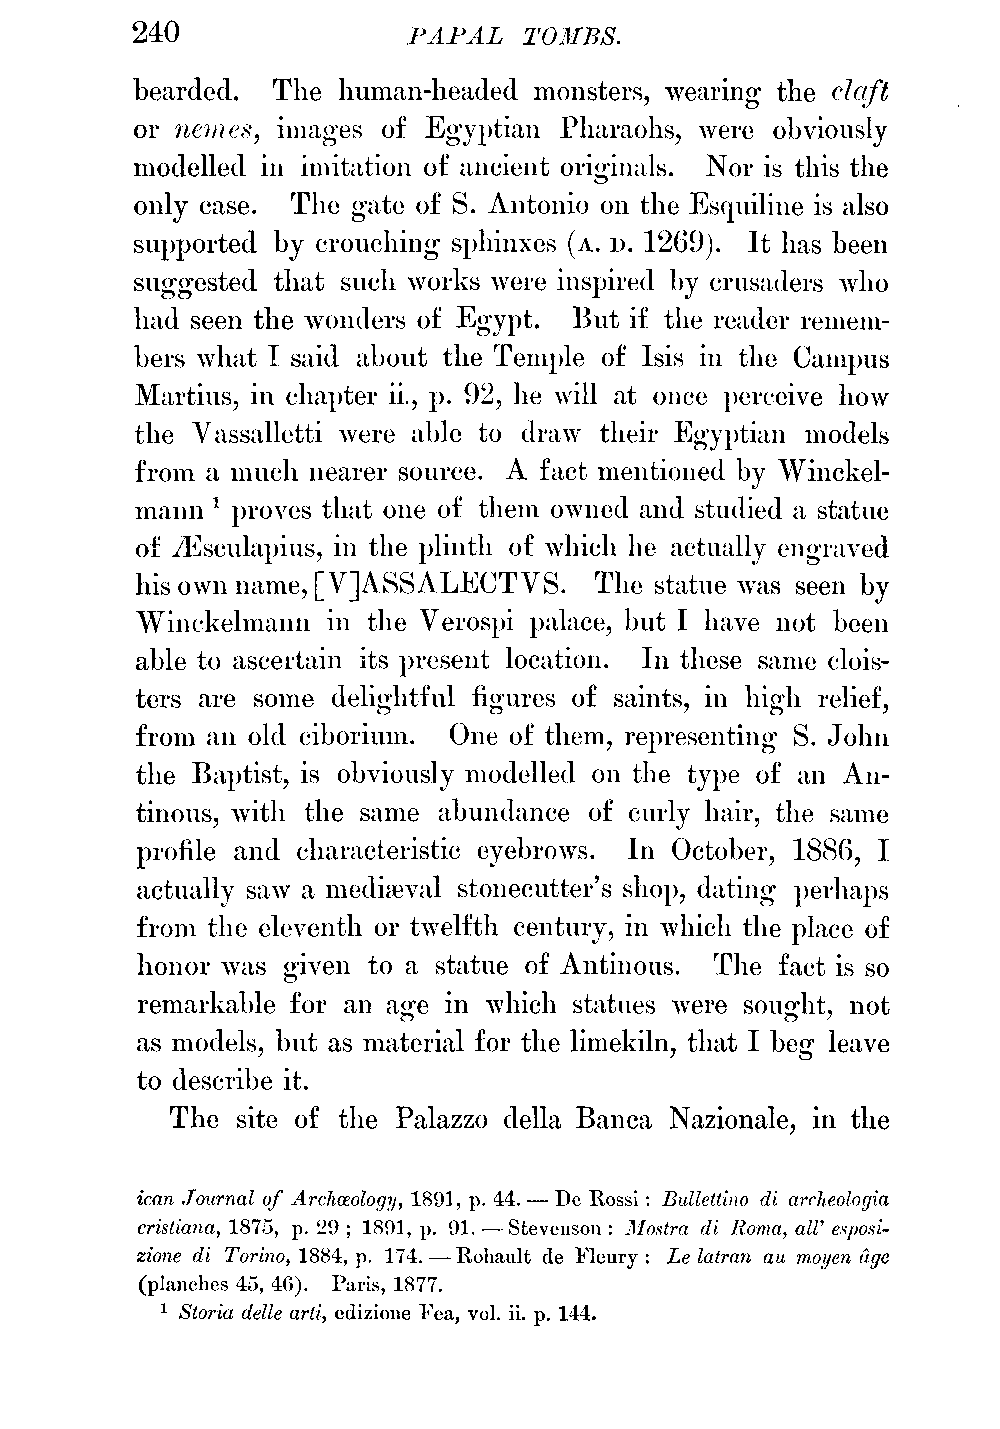 240 PAPAL TOMBS.
bearded. The human-headed monsters, wearing the claft
or nemes, images of Egyptian Pharaohs, were obviously
modelled in imitation of ancient originals. Nor is this the
only case. The gate of S. Antonio on the Esquiline is also
supported by crouching sphinxes (A. D. 1269). It has been
suggested that such works were inspired by crusaders who
had seen the wonders of Egypt. But if the reader remem-
bers what I said about the Temple of Isis in the Campus
Martius, in chapter ii., p. 92, he will at once perceive how
the Vassalletti were able to draw their Egyptian models
from a much nearer source. A fact mentioned by Winckel-
mann ¹ proves that one of them owned and studied a statue
of Æsculapius, in the plinth of which he actually engraved
his own name, [V]ASSALECTVS. The statue was seen by
Winckelmann in the Verospi palace, but I have not been
able to ascertain its present location. In these same clois-
ters are some delightful figures of saints, in high relief,
from an old ciborium. One of them, representing S. John
the Baptist, is obviously modelled on the type of an An-
tinous, with the same abundance of curly hair, the same
profile and characteristic eyebrows. In October, 1886, I
actually saw a mediæval stonecutter's shop, dating perhaps
from the eleventh or twelfth century, in which the place of
honor was given to a statue of Antinous. The fact is so
remarkable for an age in which statues were sought, not
as models, but as material for the limekiln, that I beg leave
to describe it.
The site of the Palazzo della Banca Nazionale, in the
ican Journal of Archæology, 1891, p. 44. — De Rossi : Bullettino di archeologia
cristiana, 1875, p. 29 ; 1891, p. 91. — Stevenson : Mostra di Roma, all' esposi-
zione di Torino, 1884, p. 174. — Rohault de Fleury : Le latran au moyen âge
(planches 45, 46). Paris, 1877.
¹ Storia delle arti, edizione Fea, vol. ii. p. 144.